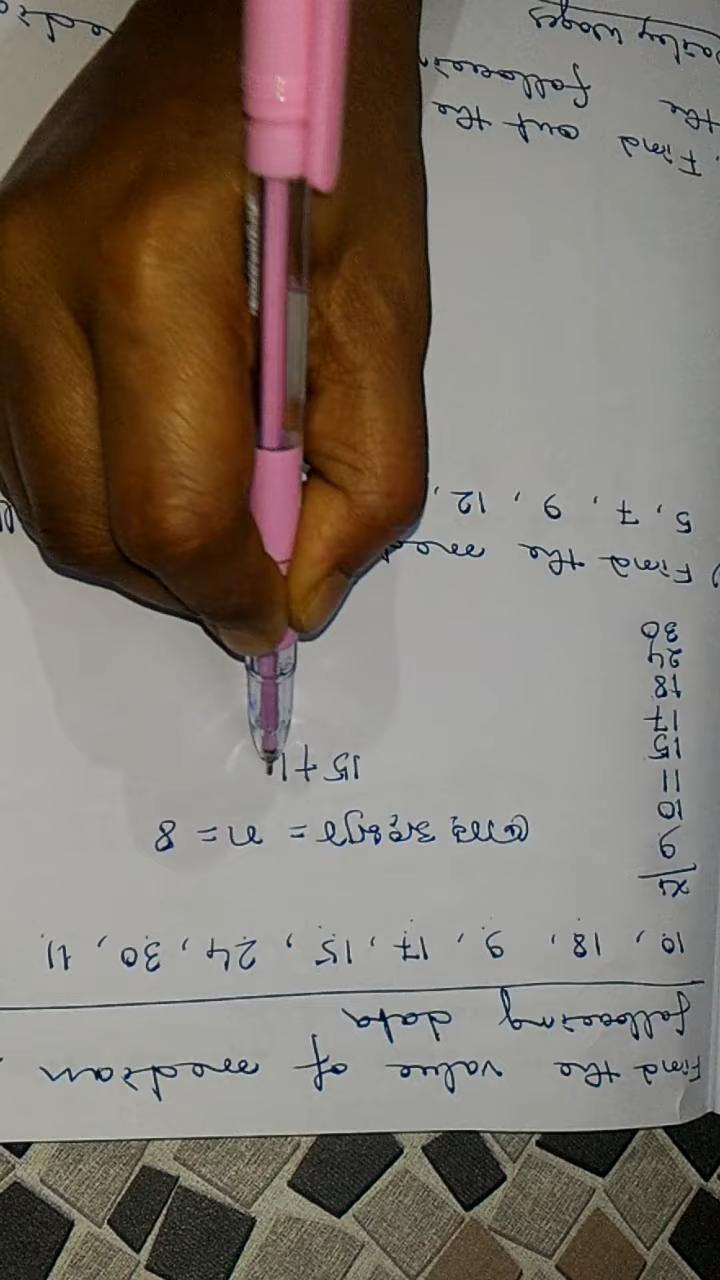 Find the value of median
following data
10, 18, 9, 17, 15, 24, 30, 11
xi
9
10
11
15
17
18
24
30
= n = 8
15 + 1
Find the
5, 7, 9, 12,
Find out the
the following
wages